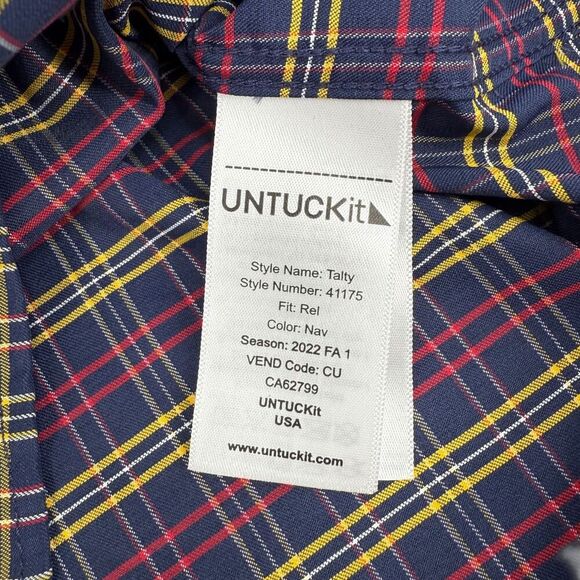 UNTUCKit
Style Name: Talty
Style Number: 41175
Fit: Rel
Color: Nav
Season: 2022 FA 1
VEND Code: CU
CA62799
UNTUCKit
USA
www.untuckit.com